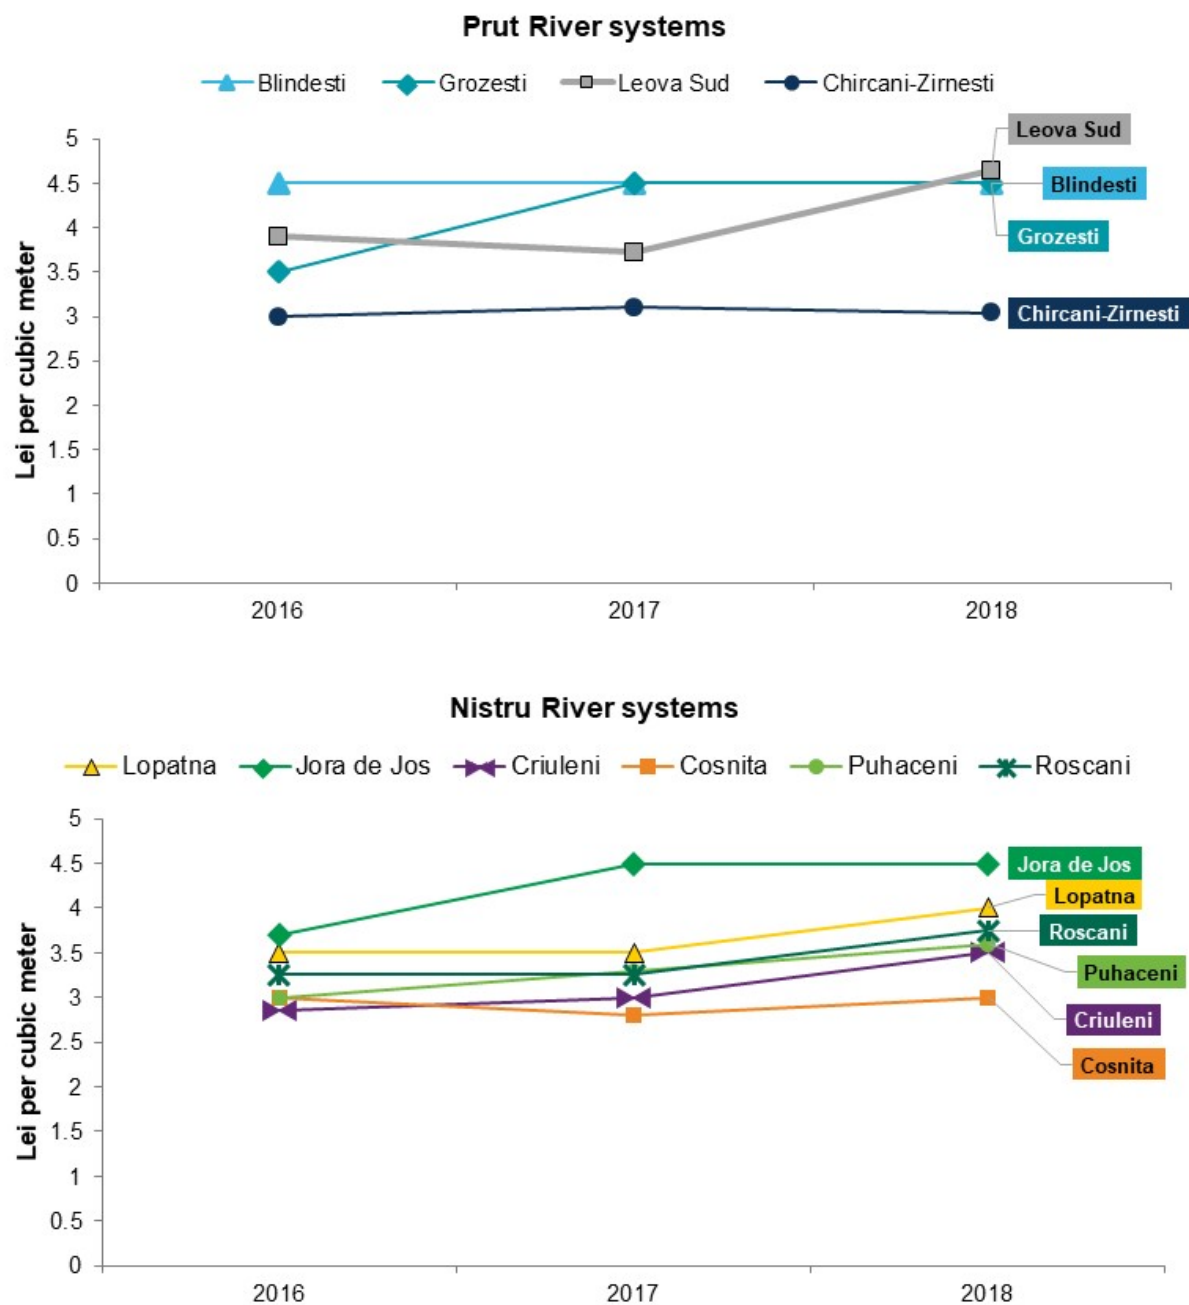 Prut River systems
Blindesti Grozesti Leova Sud Chircani-Zirnesti
Lei per cubic meter
5
4.5
4
3.5
3
2.5
2
1.5
1
0.5
0
Leova Sud
Blindesti
Grozesti
Chircani-Zirnesti
2016 2017 2018
Nistru River systems
Lopatna Jora de Jos Criuleni Cosnita Puhaceni Roscani
Lei per cubic meter
5
4.5
4
3.5
3
2.5
2
1.5
1
0.5
0
Jora de Jos
Lopatna
Roscani
Puhaceni
Criuleni
Cosnita
2016 2017 2018